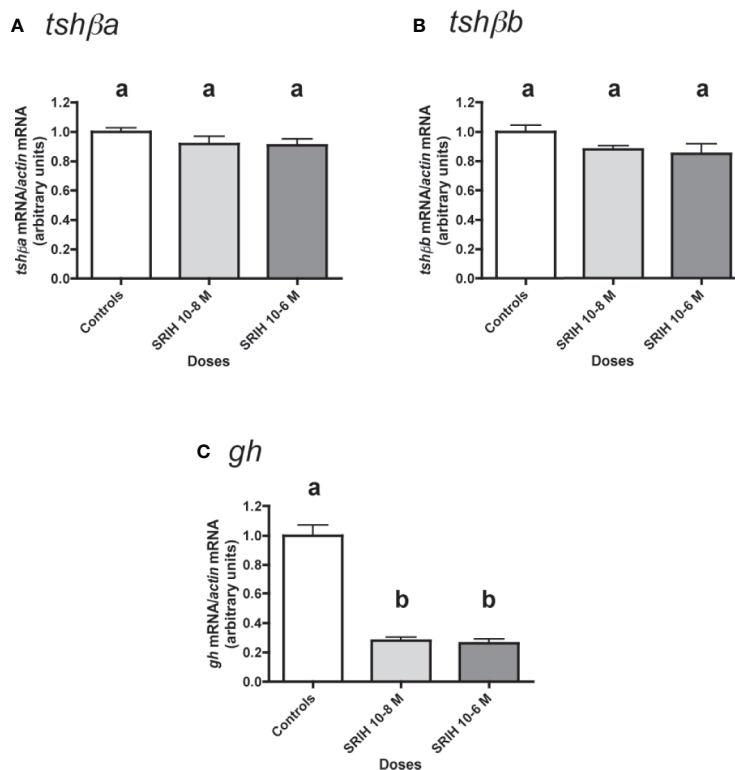 A tshβa
a a a
tshβa mRNA/actin mRNA
(arbitrary units)
1.2
1.0
0.8
0.6
0.4
0.2
0.0
Controls
SRIH 10-8 M
SRIH 10-6 M
Doses
B tshβb
a a a
tshβb mRNA/actin mRNA
(arbitrary units)
1.2
1.0
0.8
0.6
0.4
0.2
0.0
Controls
SRIH 10-8 M
SRIH 10-6 M
Doses
C gh
a
b b
gh mRNA/actin mRNA
(arbitrary units)
1.2
1.0
0.8
0.6
0.4
0.2
0.0
Controls
SRIH 10-8 M
SRIH 10-6 M
Doses